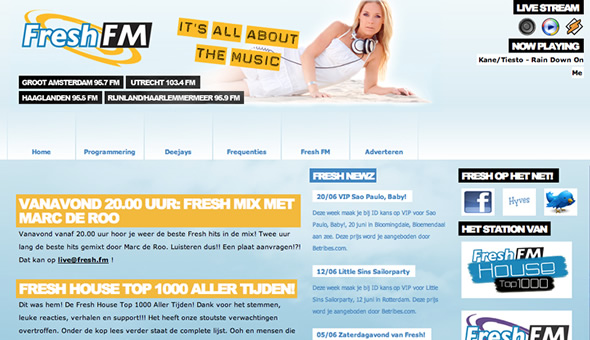 Fresh FM
IT'S ALL ABOUT
THE MUSIC
LIVE STREAM
NOW PLAYING
Kane/Tiesto - Rain Down On
Me
GROOT AMSTERDAM 95.7 FM
UTRECHT 103.4 FM
HAAGLANDEN 95.5 FM
RIJNLAND/HAARLEMMERMEER 95.9 FM
Home
Programmering
Deejays
Frequenties
Fresh FM
Adverteren
VANAVOND 20.00 UUR: FRESH MIX MET
MARC DE ROO
Vanavond vanaf 20.00 uur hoor je weer de beste Fresh hits in de mix! Twee uur
lang de beste hits gemixt door Marc de Roo. Luisteren dus!! Een plaat aanvragen!?!
Dat kan op live@fresh.fm !
FRESH HOUSE TOP 1000 ALLER TIJDEN!
Dit was hem! De Fresh House Top 1000 Aller Tijden! Dank voor het stemmen,
leuke reacties, verhalen en support!!! Het heeft onze stoutste verwachtingen
overtroffen. Onder de kop lees verder staat de complete lijst. Ooh en mensen die
FRESH NEWZ
20/06 VIP Sao Paulo, Baby!
Deze week maak je bij ID kans op VIP voor Sao
Paulo, Baby, 20 juni in Bloomingdale, Bloemendaal
aan zee. Deze prijs word je aangeboden door
Betribes.com.
12/06 Little Sins Sailorparty
Deze week maak je bij ID kans op VIP voor Little
Sins Sailorparty, 12 juni in Rotterdam. Deze prijs
word je aangeboden door Betribes.com.
05/06 Zaterdagavond van Fresh!
FRESH OP HET NET!
f
Hyves
HET STATION VAN
Fresh FM
House
Top1000
Fresh FM